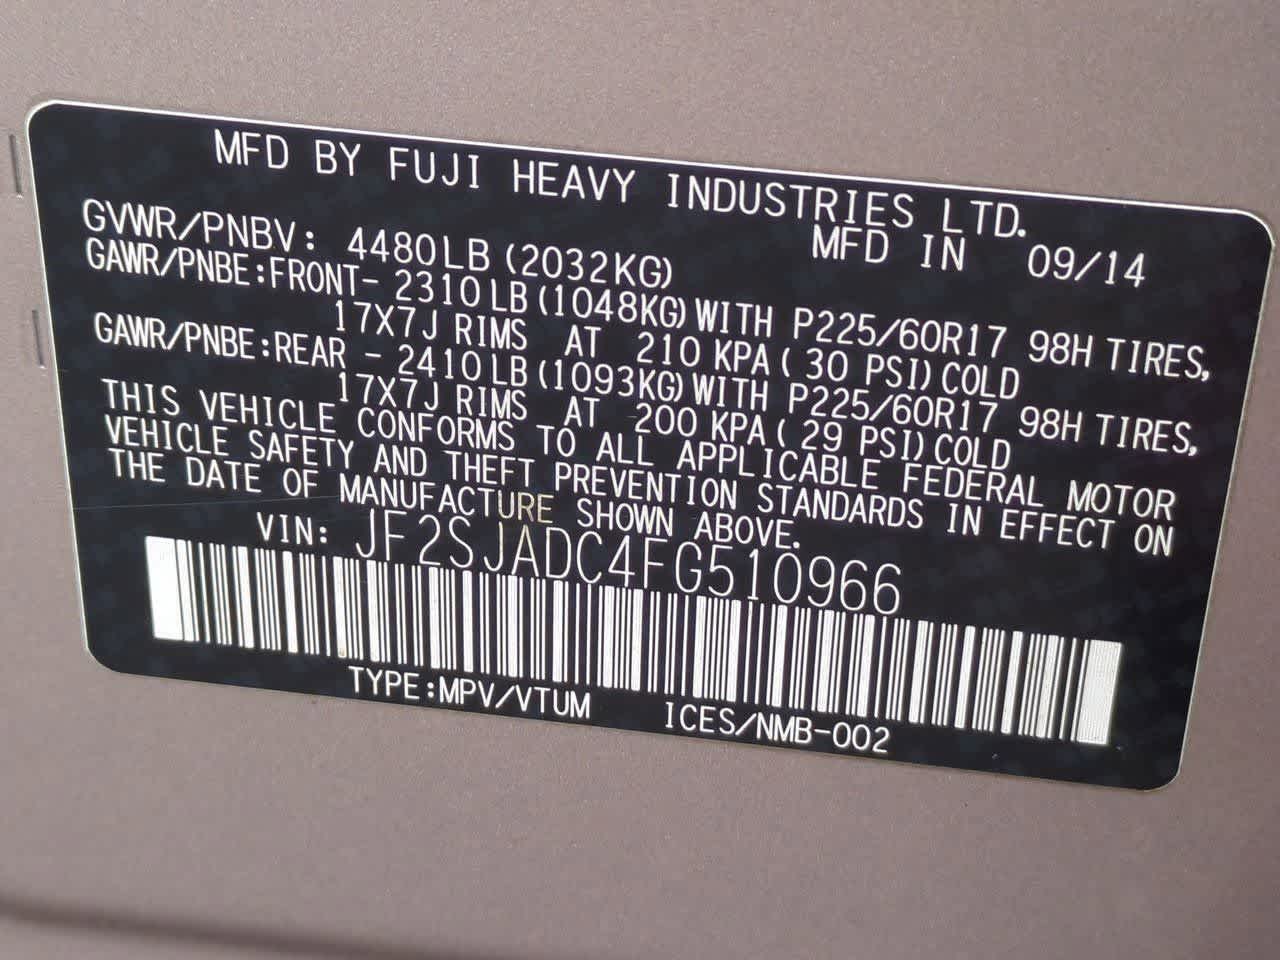 MFD BY FUJI HEAVY INDUSTRIES LTD.
MFD IN 09/14
GVWR/PNBV: 4480LB (2032KG)
GAWR/PNBE:FRONT- 2310LB(1048KG)WITH P225/60R17 98H TIRES,
17X7J RIMS AT 210 KPA( 30 PSI)COLD
GAWR/PNBE:REAR - 2410LB(1093KG)WITH P225/60R17 98H TIRES,
17X7J RIMS AT 200 KPA( 29 PSI)COLD
THIS VEHICLE CONFORMS TO ALL APPLICABLE FEDERAL MOTOR
VEHICLE SAFETY AND THEFT PREVENTION STANDARDS IN EFFECT ON
THE DATE OF MANUFACTURE SHOWN ABOVE.
VIN: JF2SJADC4FG510966
TYPE:MPV/VTUM ICES/NMB-002